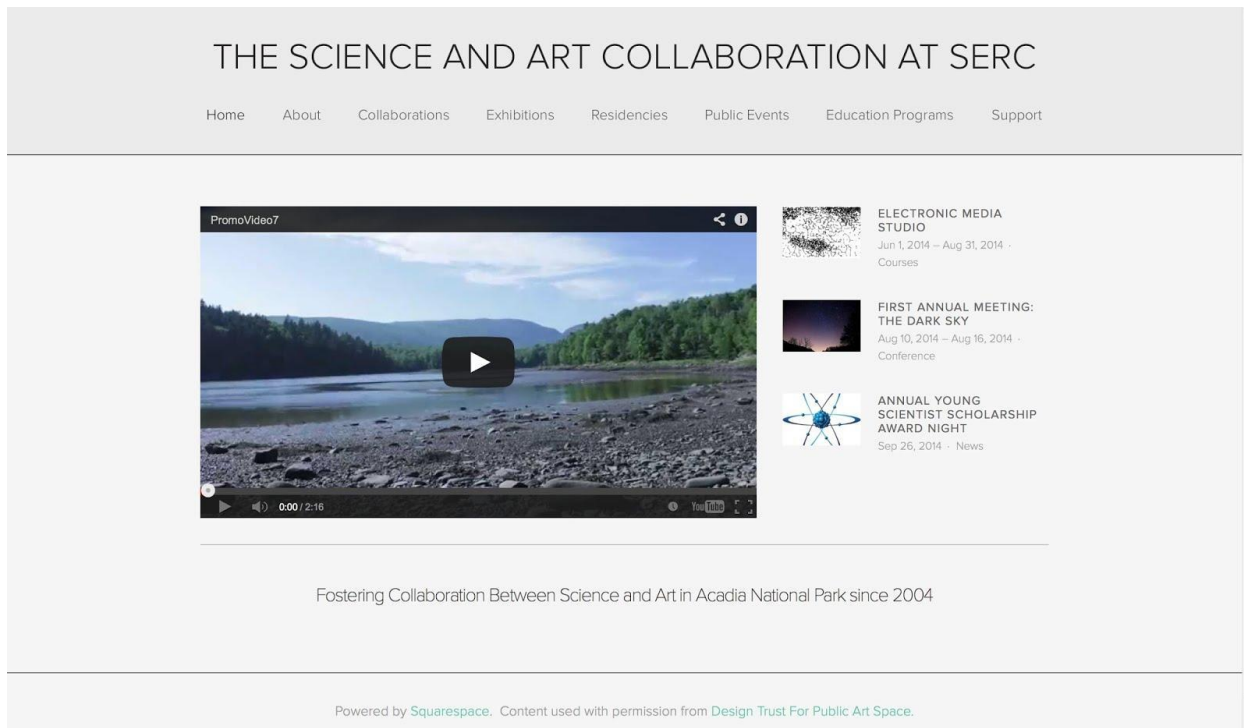 THE SCIENCE AND ART COLLABORATION AT SERC
Home About Collaborations Exhibitions Residencies Public Events Education Programs Support
PromoVideo7
0:00 / 2:16
YouTube
ELECTRONIC MEDIA
STUDIO
Jun 1, 2014 – Aug 31, 2014 ·
Courses
FIRST ANNUAL MEETING:
THE DARK SKY
Aug 10, 2014 – Aug 16, 2014 ·
Conference
ANNUAL YOUNG
SCIENTIST SCHOLARSHIP
AWARD NIGHT
Sep 26, 2014 · News
Fostering Collaboration Between Science and Art in Acadia National Park since 2004
Powered by Squarespace. Content used with permission from Design Trust For Public Art Space.